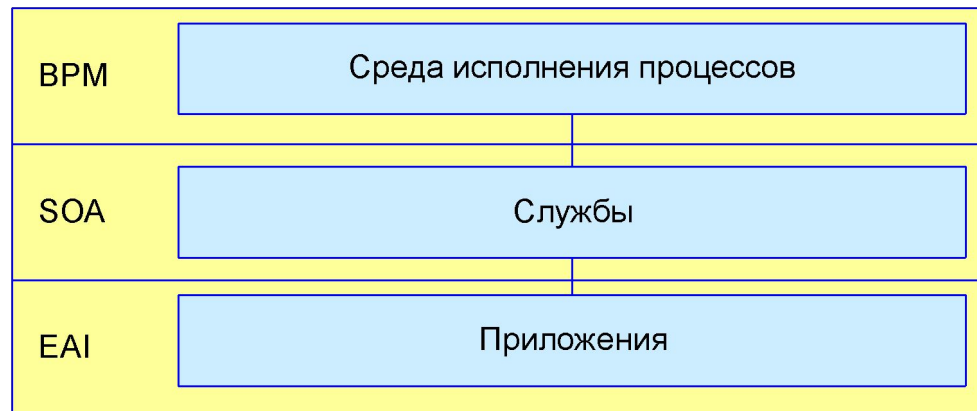 BPM
Среда исполнения процессов
SOA
Службы
EAI
Приложения